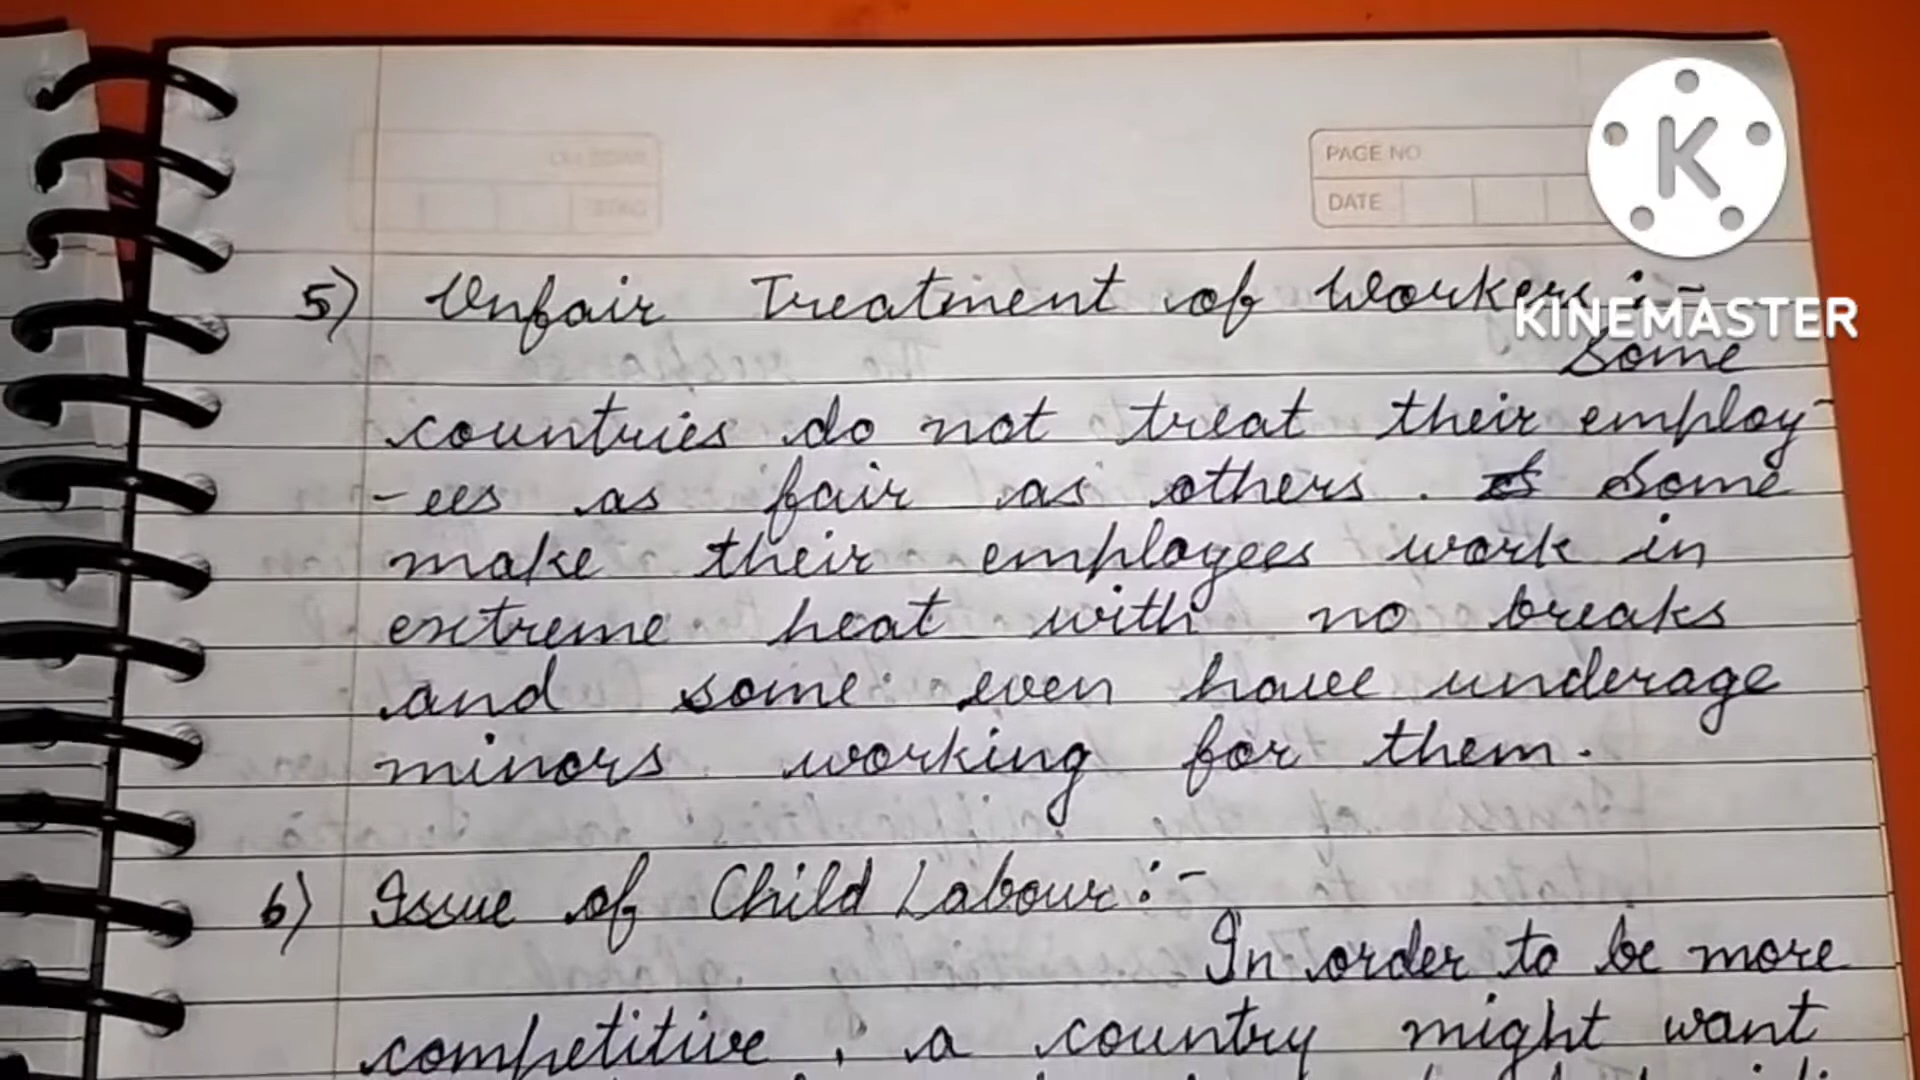 PAGE NO
DATE
K
KINEMASTER
5) Unfair Treatment of Workers :-
Some
countries do not treat their employ-
-ees as fair as others. Some
make their employees work in
extreme heat with no breaks
and some even have underage
minors working for them.
6) Issue of Child Labour :-
In order to be more
competitive, a country might want